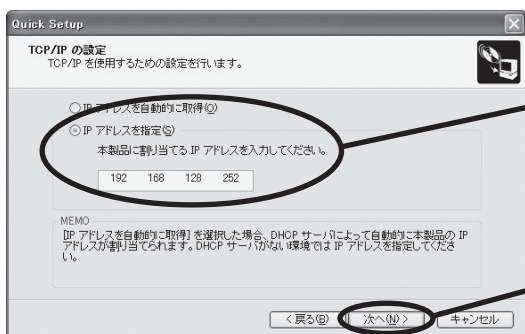 Quick Setup
TCP/IP の設定
TCP/IP を使用するための設定を行います。
IP アドレスを自動的に取得(O)
IP アドレスを指定(S)
本製品に割り当てる IP アドレスを入力してください。
192 168 128 252
MEMO
[IP アドレスを自動的に取得] を選択した場合、DHCP サーバによって自動的に本製品の IP
アドレスが割り当てられます。DHCP サーバがない環境では IP アドレスを指定してくださ
い。
< 戻る(B)
次へ(N) >
キャンセル